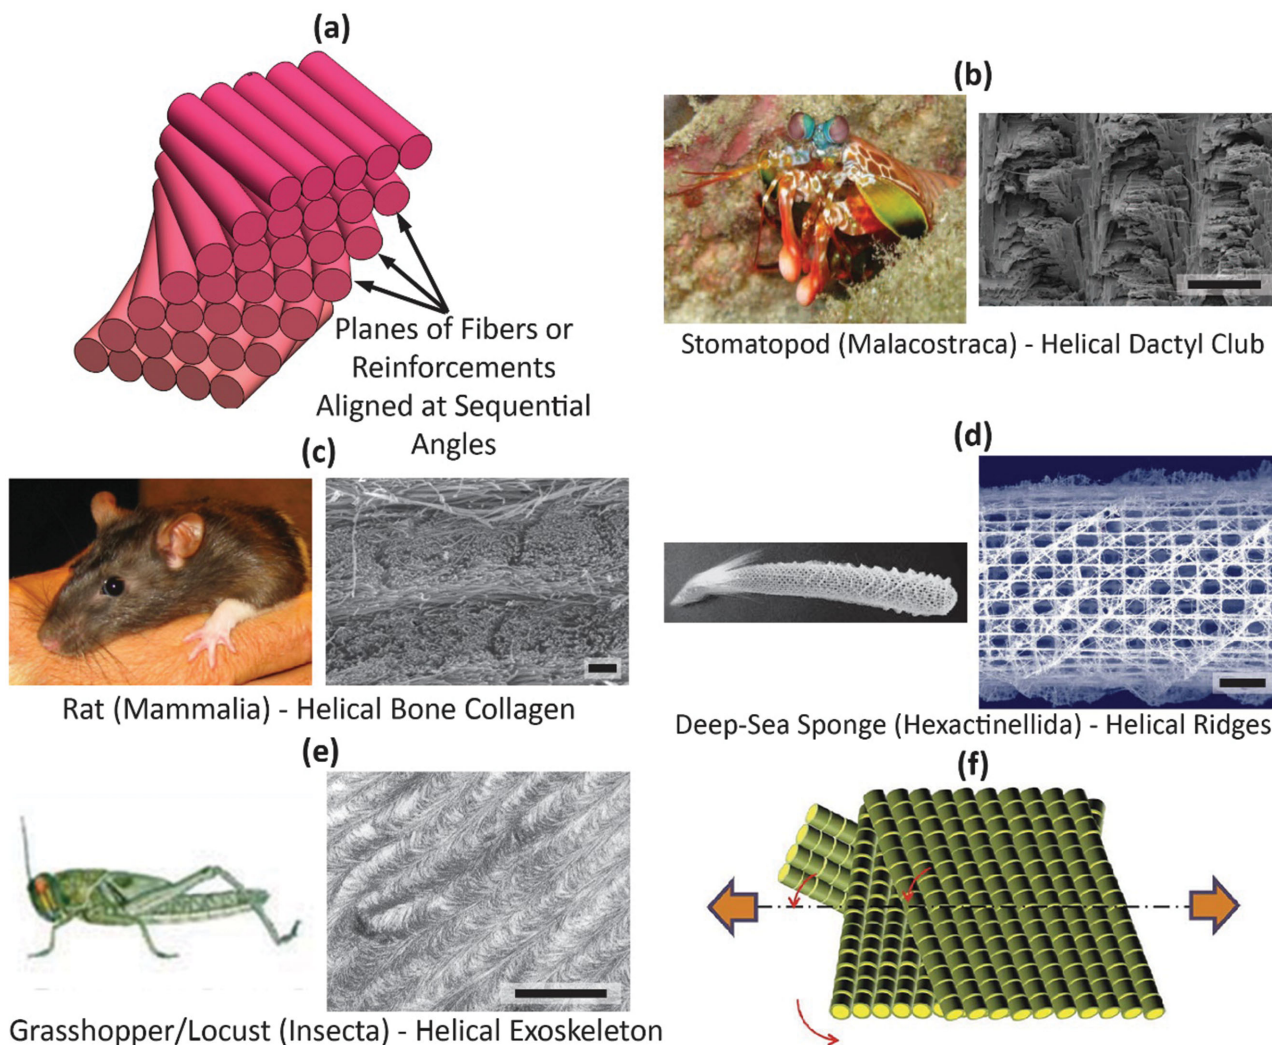 (a)
Planes of Fibers or
Reinforcements
Aligned at Sequential
Angles
(b)
Stomatopod (Malacostraca) - Helical Dactyl Club
(c)
Rat (Mammalia) - Helical Bone Collagen
(d)
Deep-Sea Sponge (Hexactinellida) - Helical Ridges
(e)
Grasshopper/Locust (Insecta) - Helical Exoskeleton
(f)